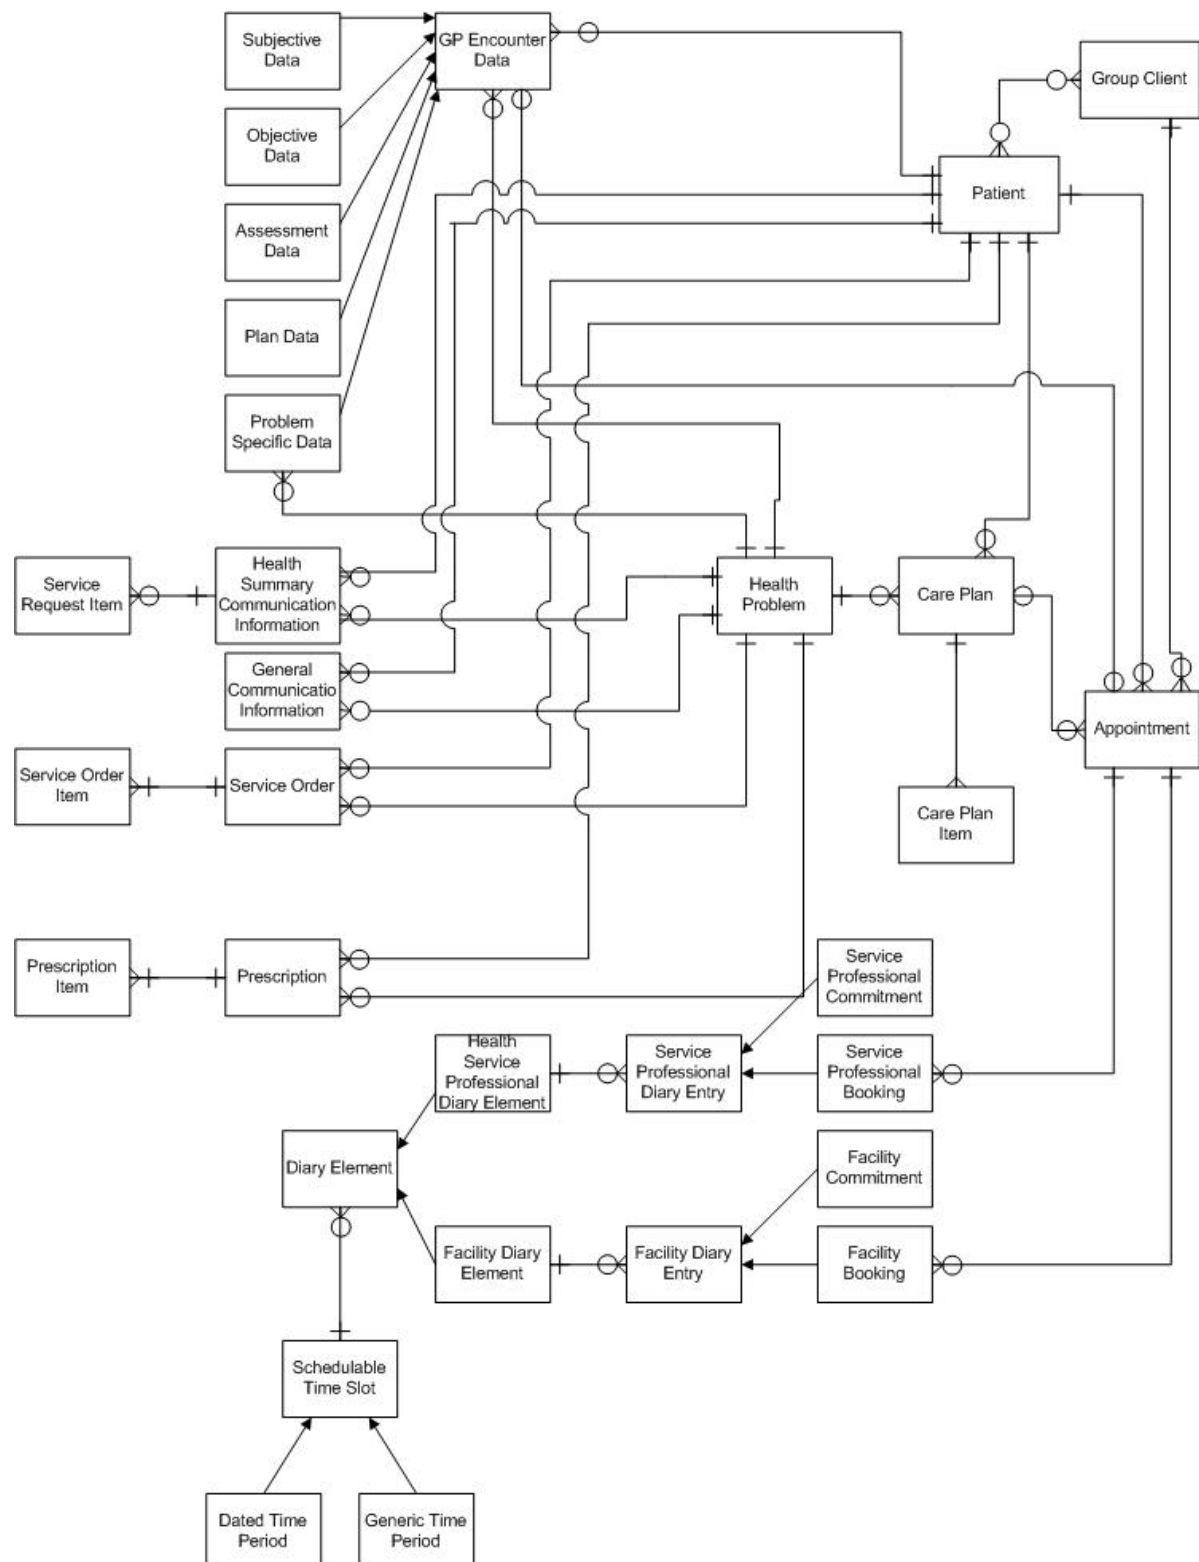 Subjective
Data
GP Encounter
Data
Group Client
Objective
Data
Patient
Assessment
Data
Plan Data
Problem
Specific Data
Service
Request Item
Health
Summary
Communication
Information
Health
Problem
Care Plan
General
Communicatio
Information
Appointment
Service Order
Item
Service Order
Care Plan
Item
Prescription
Item
Prescription
Service
Professional
Commitment
Health
Service
Professional
Diary Element
Service
Professional
Diary Entry
Service
Professional
Booking
Diary Element
Facility
Commitment
Facility Diary
Element
Facility Diary
Entry
Facility
Booking
Schedulable
Time Slot
Dated Time
Period
Generic Time
Period